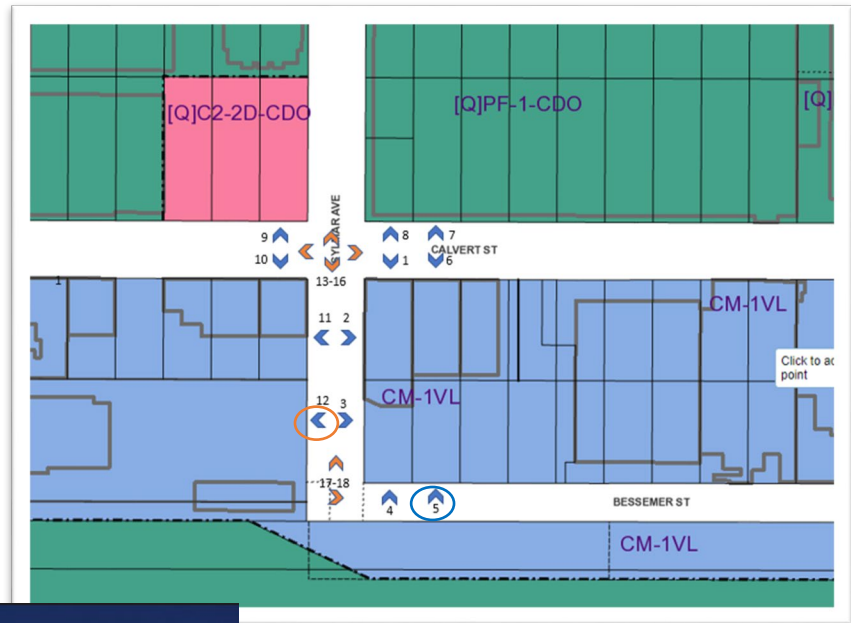 [Q]C2-2D-CDO
[Q]PF-1-CDO
[Q]
SYLMAR AVE
9
8
7
CALVERT ST
10
1
6
13-16
1
11
2
CM-1VL
Click to ad
point
12
3
CM-1VL
17-18
4
5
BESSEMER ST
CM-1VL